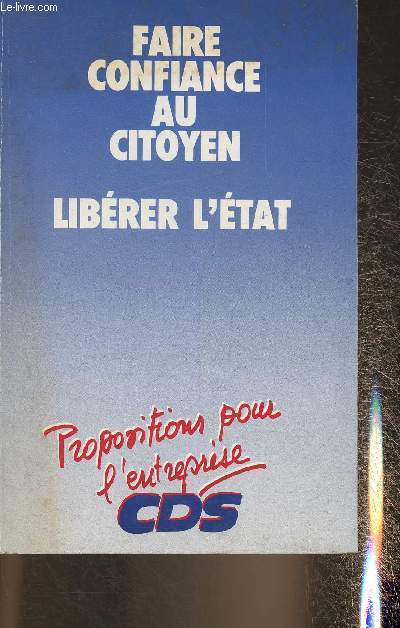 Le-livre.com
FAIRE
CONFIANCE
AU
CITOYEN
LIBÉRER L'ÉTAT
Propositions pour
l'entreprise
CDS